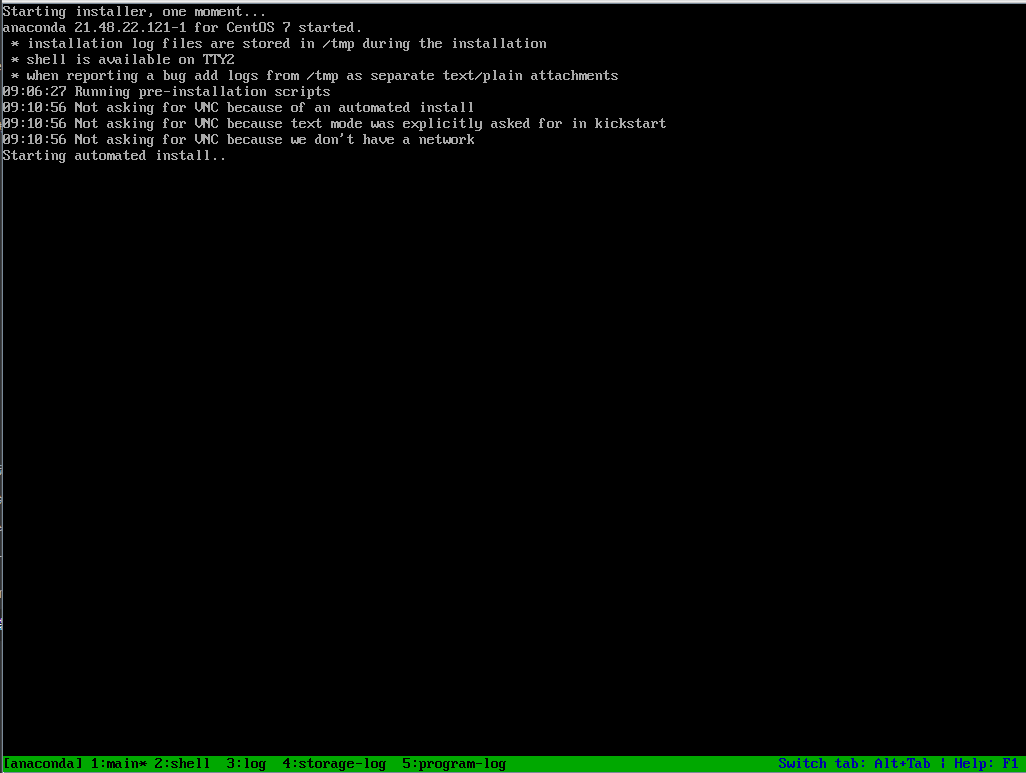 Starting installer, one moment...
anaconda 21.48.22.121-1 for CentOS 7 started.
 * installation log files are stored in /tmp during the installation
 * shell is available on TTY2
 * when reporting a bug add logs from /tmp as separate text/plain attachments
09:06:27 Running pre-installation scripts
09:10:56 Not asking for VNC because of an automated install
09:10:56 Not asking for VNC because text mode was explicitly asked for in kickstart
09:10:56 Not asking for VNC because we don't have a network
Starting automated install..
[anaconda] 1:main* 2:shell  3:log  4:storage-log  5:program-log Switch tab: Alt+Tab | Help: F1